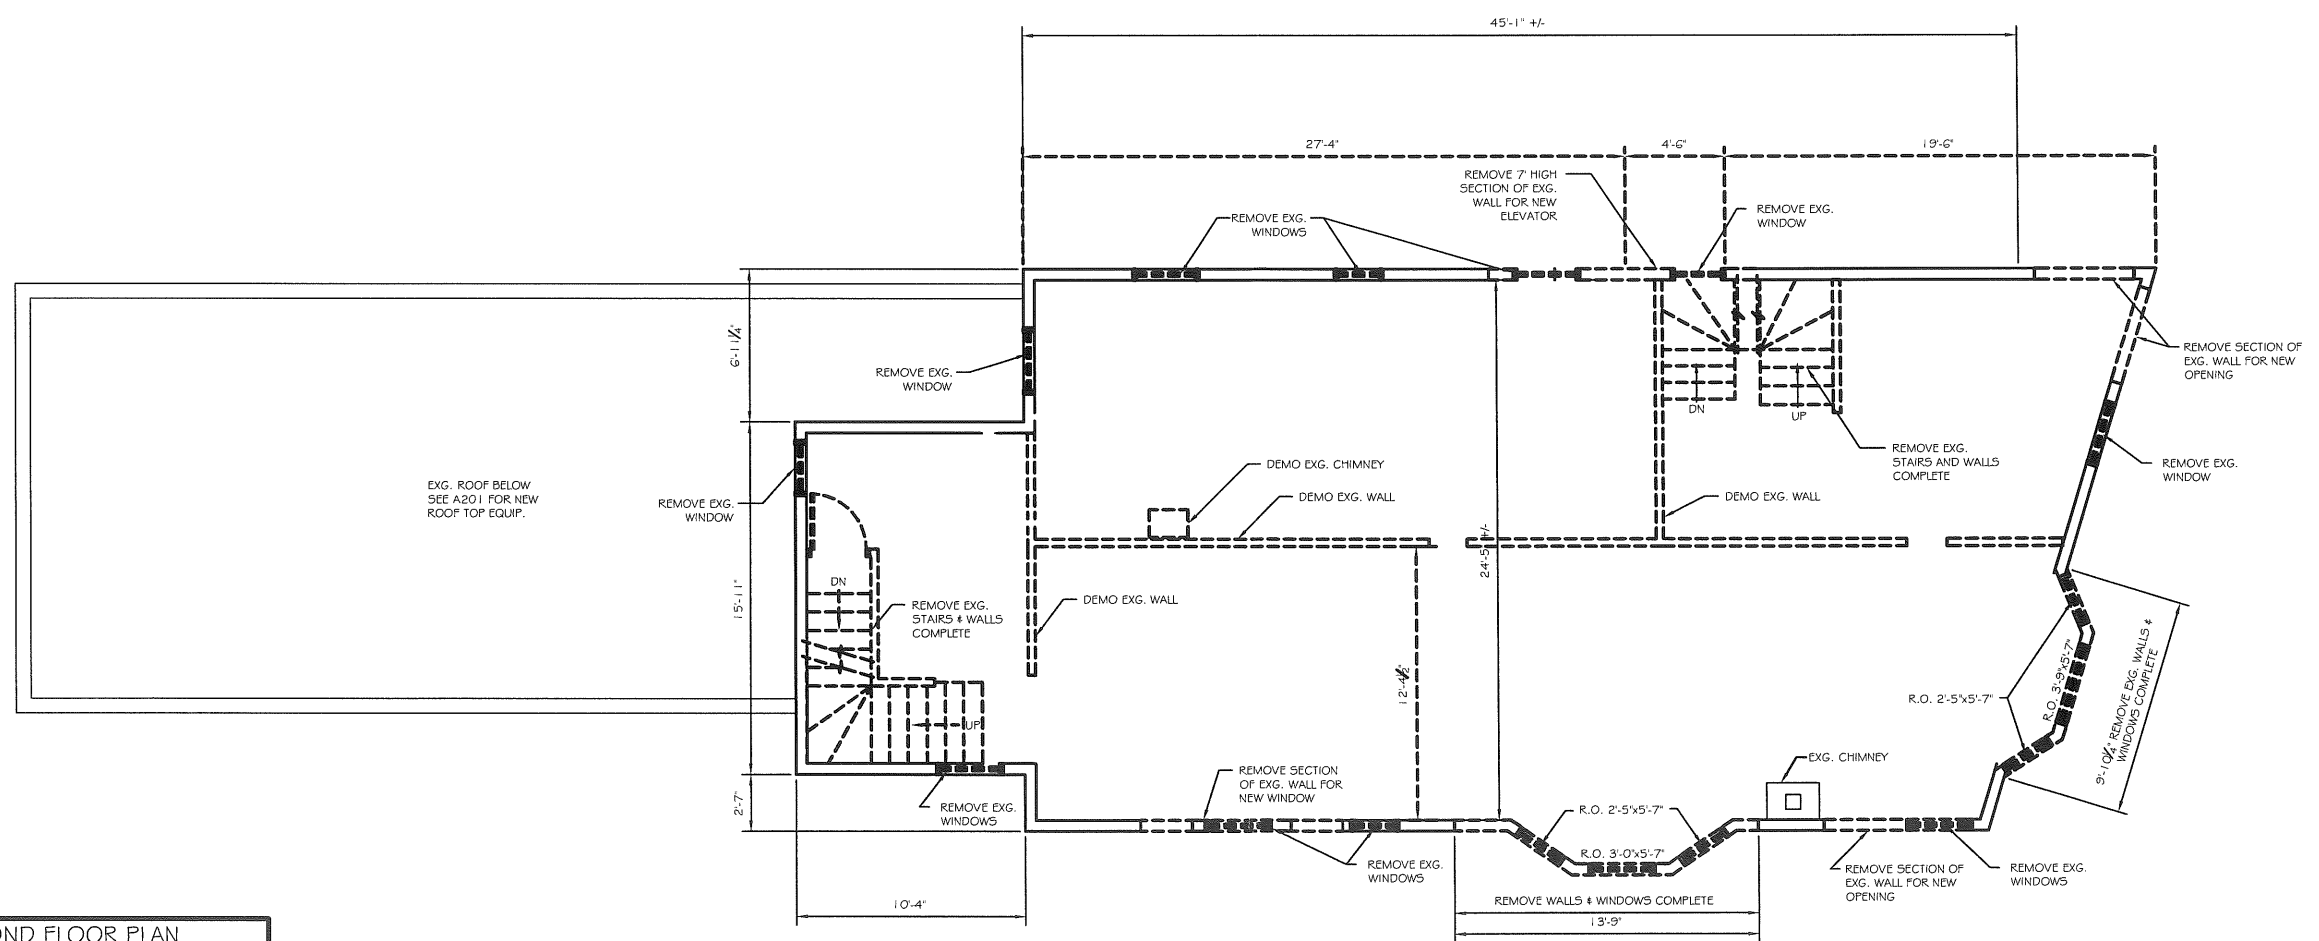 45'-1" +/-
27'-4"
4'-6"
19'-6"
REMOVE 7' HIGH
SECTION OF EXG.
WALL FOR NEW
ELEVATOR
REMOVE EXG.
WINDOWS
REMOVE EXG.
WINDOW
6'-11¼"
REMOVE EXG.
WINDOW
REMOVE SECTION OF
EXG. WALL FOR NEW
OPENING
DN
UP
REMOVE EXG.
STAIRS AND WALLS
COMPLETE
REMOVE EXG.
WINDOW
DEMO EXG. CHIMNEY
DEMO EXG. WALL
DEMO EXG. WALL
EXG. ROOF BELOW
SEE A201 FOR NEW
ROOF TOP EQUIP.
REMOVE EXG.
WINDOW
24'-5" +/-
DN
15'-11"
REMOVE EXG.
STAIRS & WALLS
COMPLETE
DEMO EXG. WALL
12'-4½"
R.O. 2'-5"x5'-7"
R.O. 3'-9"x5'-7"
9'-10¼" REMOVE EXG. WALLS &
WINDOWS COMPLETE
UP
EXG. CHIMNEY
REMOVE SECTION
OF EXG. WALL FOR
NEW WINDOW
2'-7"
REMOVE EXG.
WINDOWS
R.O. 2'-5"x5'-7"
R.O. 3'-0"x5'-7"
REMOVE EXG.
WINDOWS
REMOVE SECTION OF
EXG. WALL FOR NEW
OPENING
REMOVE EXG.
WINDOWS
10'-4"
REMOVE WALLS & WINDOWS COMPLETE
13'-9"
OND FLOOR PLAN